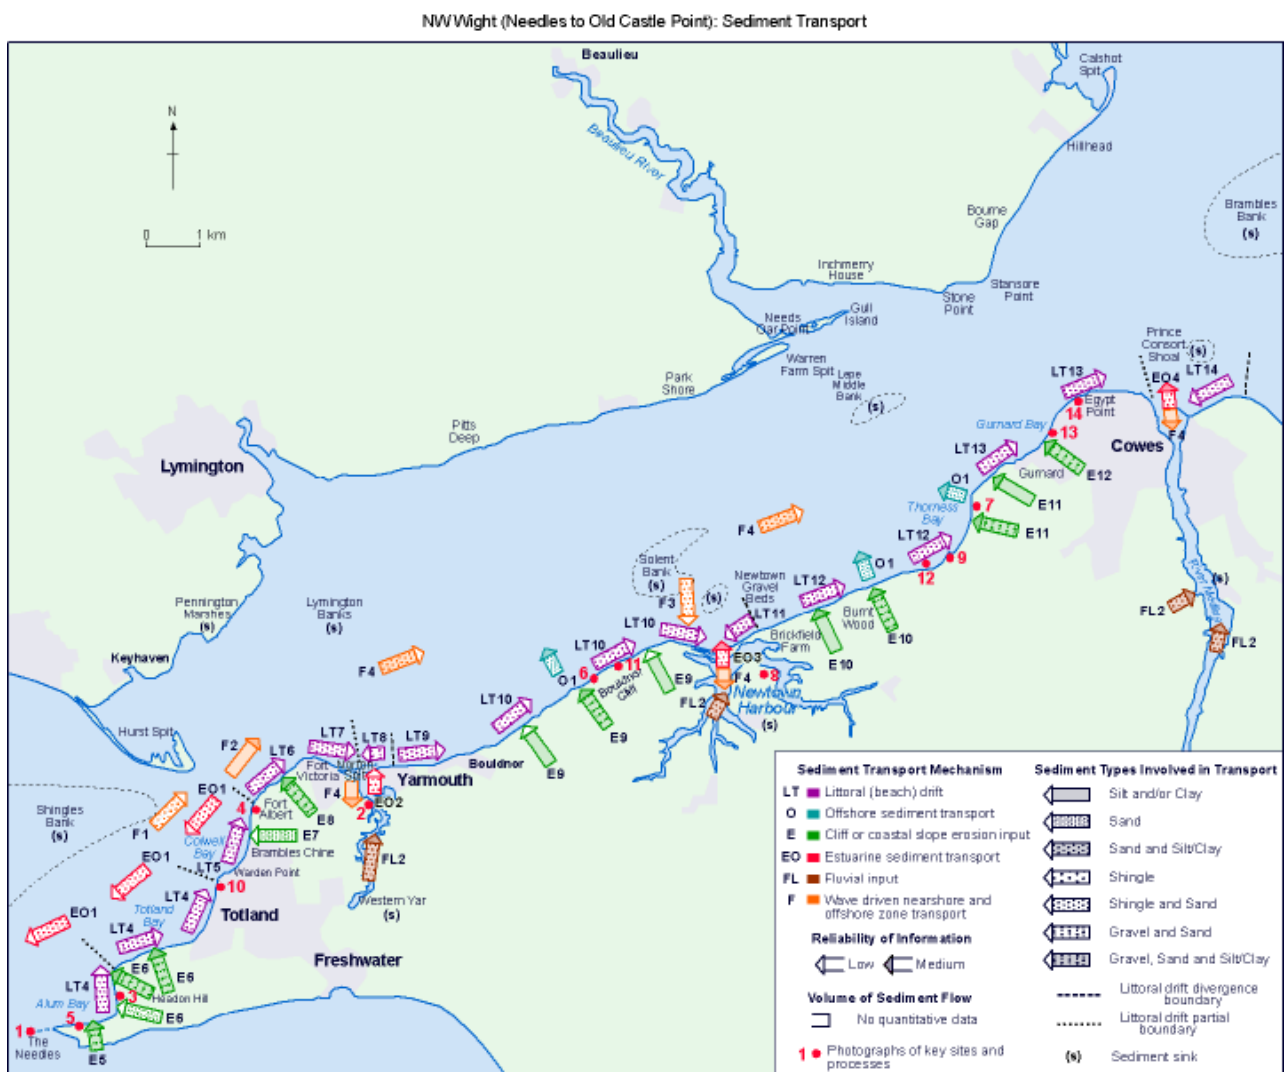 NW Wight (Needles to Old Castle Point): Sediment Transport
Beaulieu
Calshot
Spit
Beaulieu River
Hillhead
N
0 1 km
Bourne
Gap
Brambles
Bank
(s)
Inchmerry
House
Stone
Point
Stansore
Point
Gull
Island
Needs
Oar Point
Warren
Farm Spit
Lepe
Middle
Bank
(s)
Park
Shore
Prince
Consort
Shoal
(s)
LT13
EO4
LT14
14
Egypt
Point
Pitts
Deep
Gurnard Bay
13
Cowes
F4
Lymington
LT13
Gurnard
E12
O1
E11
Thorness
Bay
7
E11
F4
LT12
9
12
Solent
Bank
(s)
O1
River Medina
(s)
Newtown
Gravel
Beds
LT12
Pennington
Marshes
(s)
Lymington
Banks
(s)
F3
(s)
LT11
Burnt
Wood
FL2
FL2
LT10
Brickfield
Farm
E10
E10
Keyhaven
F4
LT10
EO3
O1
6
11
Bouldnor
Cliff
E9
F4
8
Newtown
Harbour
(s)
FL2
LT10
E9
Hurst Spit
F2
LT6
LT7
LT8
LT9
Bouldnor
E9
Fort
Victoria
Norton
Spit
Yarmouth
EO1
F4
EO2
2
Shingles
Bank
(s)
4
Fort
Albert
E8
F1
Colwell
Bay
E7
Brambles Chine
FL2
EO1
LT5
Warden Point
10
Western Yar
(s)
EO1
LT4
Totland
Bay
LT4
Totland
Freshwater
E6
E6
LT4
Alum Bay
3
Headon Hill
E6
1
5
The
Needles
E5
Sediment Transport Mechanism
LT Littoral (beach) drift
O Offshore sediment transport
E Cliff or coastal slope erosion input
EO Estuarine sediment transport
FL Fluvial input
F Wave driven nearshore and
offshore zone transport
Reliability of Information
Low Medium
Volume of Sediment Flow
No quantitative data
1 Photographs of key sites and
processes
Sediment Types Involved in Transport
Silt and/or Clay
Sand
Sand and Silt/Clay
Shingle
Shingle and Sand
Gravel and Sand
Gravel, Sand and Silt/Clay
Littoral drift divergence
boundary
Littoral drift partial
boundary
(s) Sediment sink